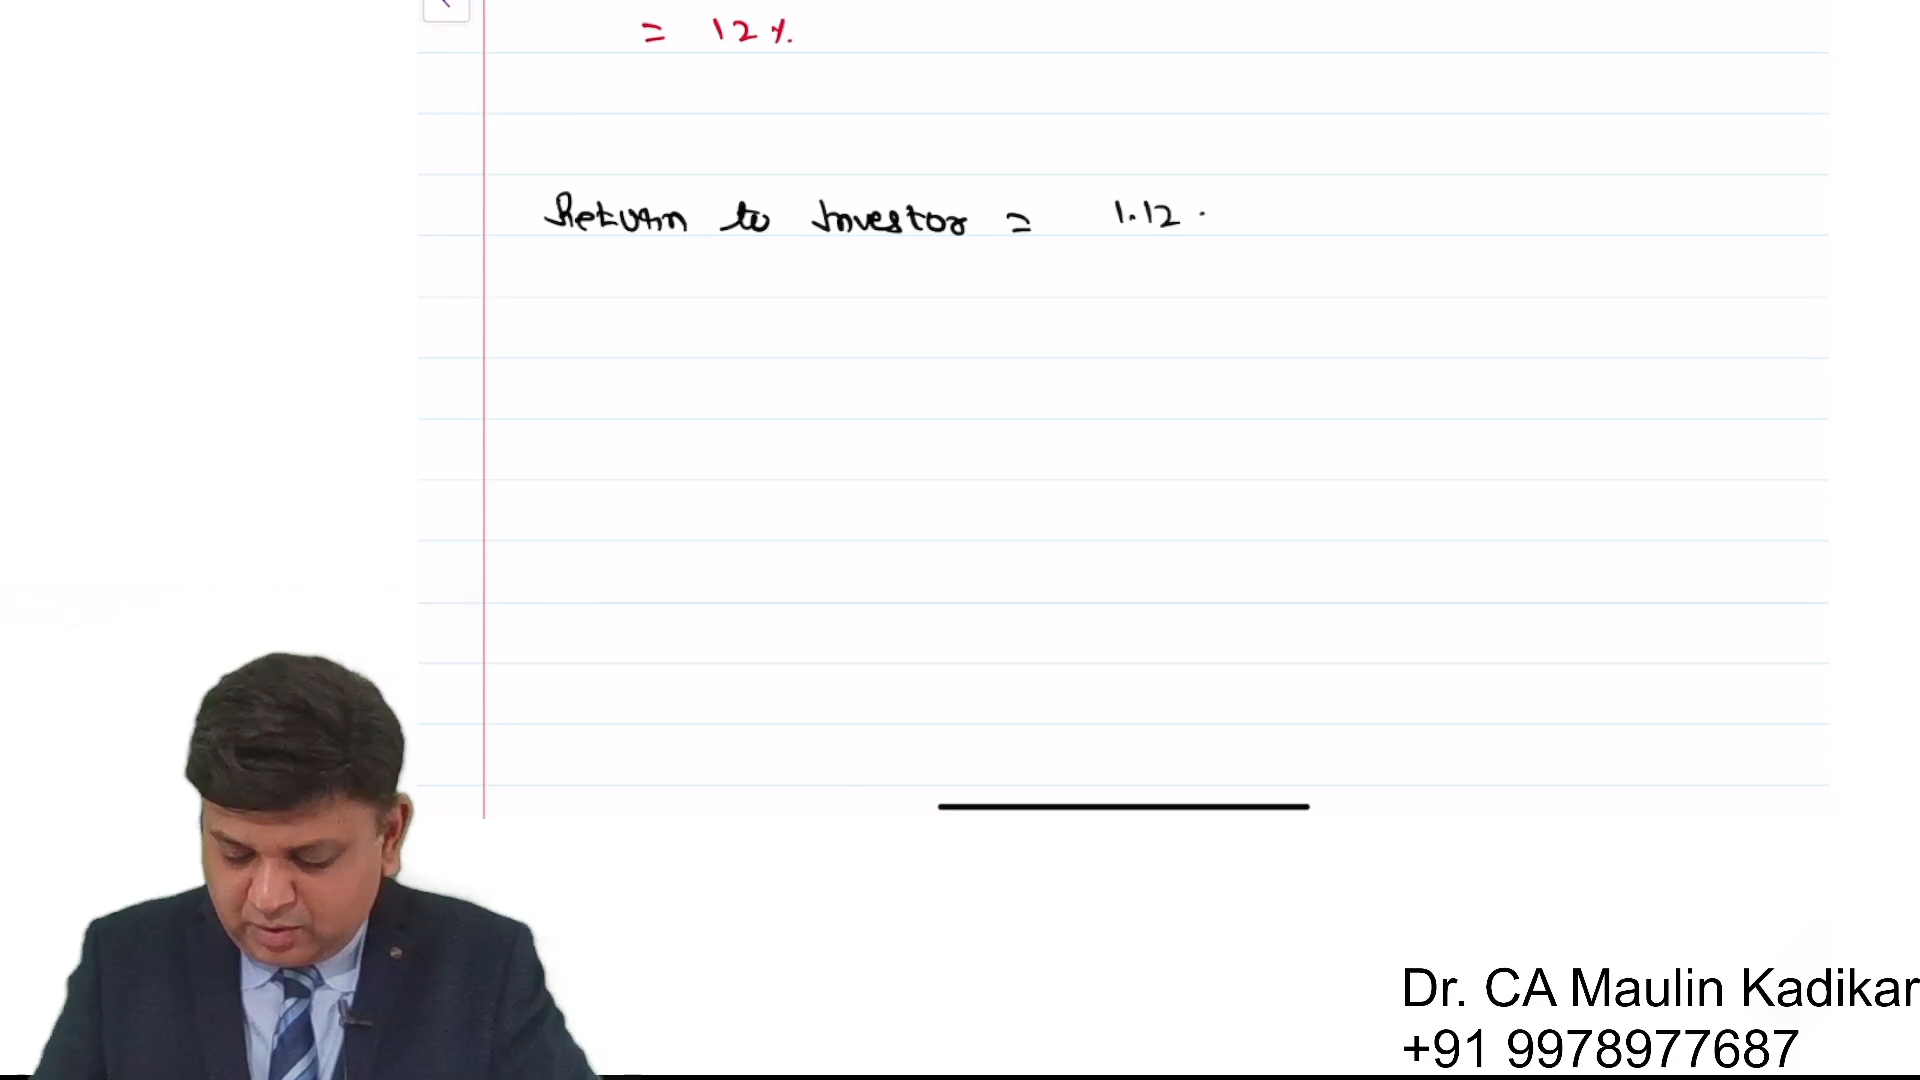 = 12%
Return to Investor = 1.12.
Dr. CA Maulin Kadikar
+91 9978977687